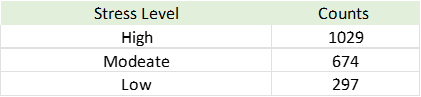 Stress Level Counts
High 1029
Modeate 674
Low 297